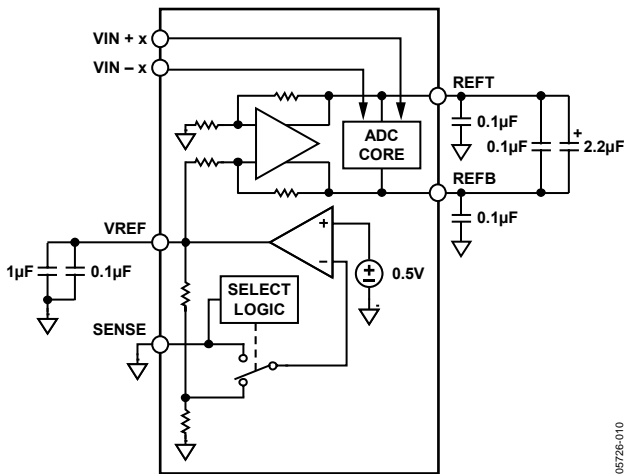 VIN + x
VIN – x
REFT
0.1µF
0.1µF
+
2.2µF
ADC
CORE
REFB
0.1µF
VREF
1µF
0.1µF
+
–
0.5V
SELECT
LOGIC
SENSE
05726-010